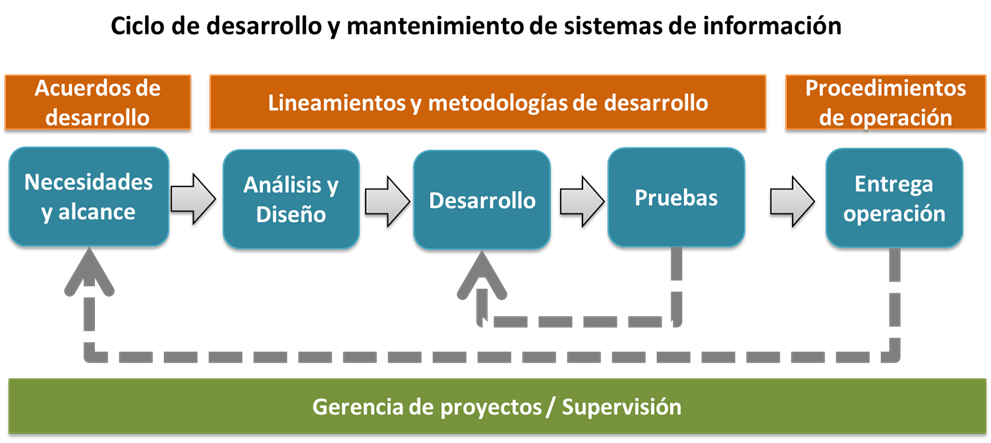 Ciclo de desarrollo y mantenimiento de sistemas de información
Acuerdos de
desarrollo
Lineamientos y metodologías de desarrollo
Procedimientos
de operación
Necesidades
y alcance
Análisis y
Diseño
Desarrollo
Pruebas
Entrega
operación
Gerencia de proyectos / Supervisión